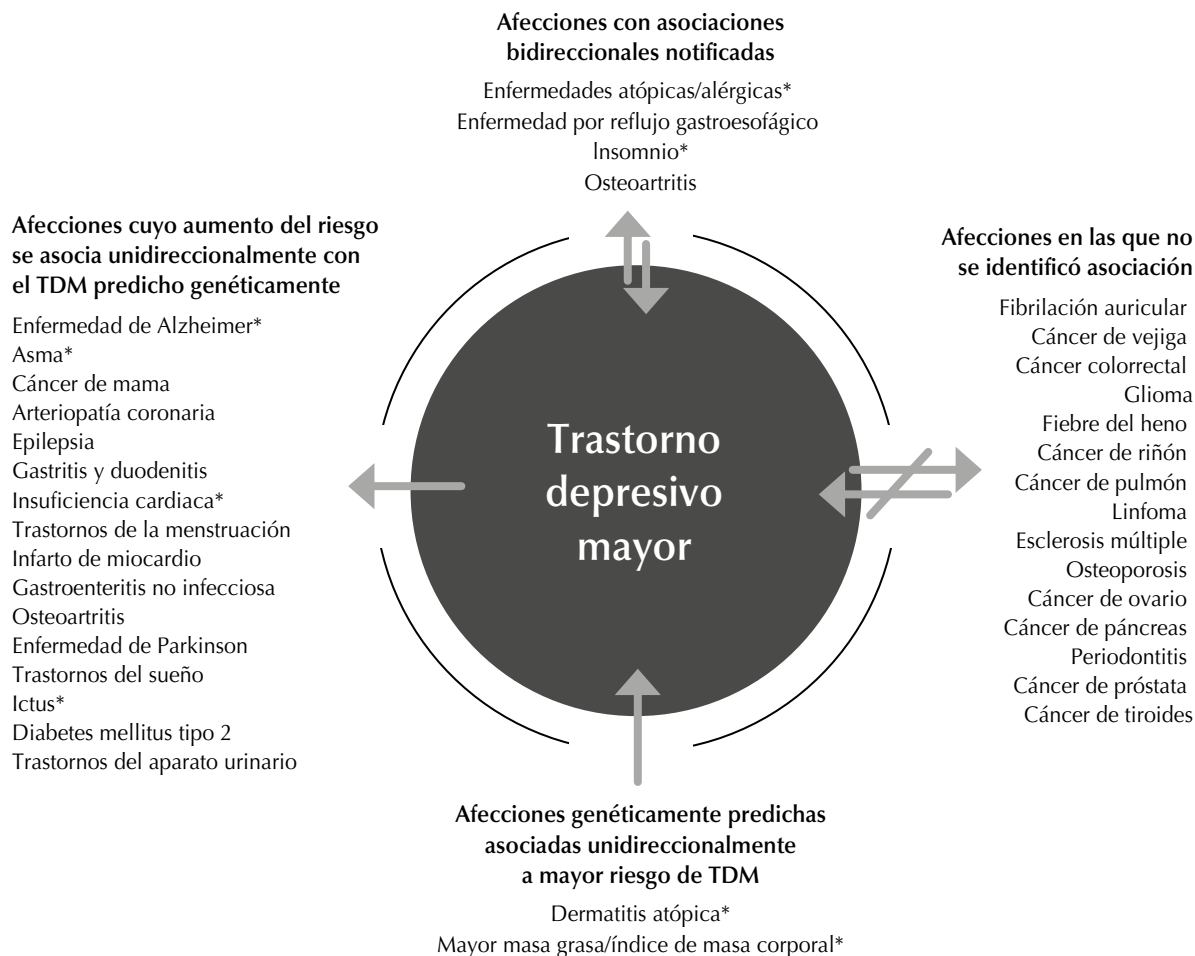 Afecciones con asociaciones
bidireccionales notificadas
Enfermedades atópicas/alérgicas*
Enfermedad por reflujo gastroesofágico
Insomnio*
Osteoartritis
Afecciones cuyo aumento del riesgo
se asocia unidireccionalmente con
el TDM predicho genéticamente
Enfermedad de Alzheimer*
Asma*
Cáncer de mama
Arteriopatía coronaria
Epilepsia
Gastritis y duodenitis
Insuficiencia cardiaca*
Trastornos de la menstruación
Infarto de miocardio
Gastroenteritis no infecciosa
Osteoartritis
Enfermedad de Parkinson
Trastornos del sueño
Ictus*
Diabetes mellitus tipo 2
Trastornos del aparato urinario
Trastorno
depresivo
mayor
Afecciones en las que no
se identificó asociación
Fibrilación auricular
Cáncer de vejiga
Cáncer colorrectal
Glioma
Fiebre del heno
Cáncer de riñón
Cáncer de pulmón
Linfoma
Esclerosis múltiple
Osteoporosis
Cáncer de ovario
Cáncer de páncreas
Periodontitis
Cáncer de próstata
Cáncer de tiroides
Afecciones genéticamente predichas
asociadas unidireccionalmente
a mayor riesgo de TDM
Dermatitis atópica*
Mayor masa grasa/índice de masa corporal*